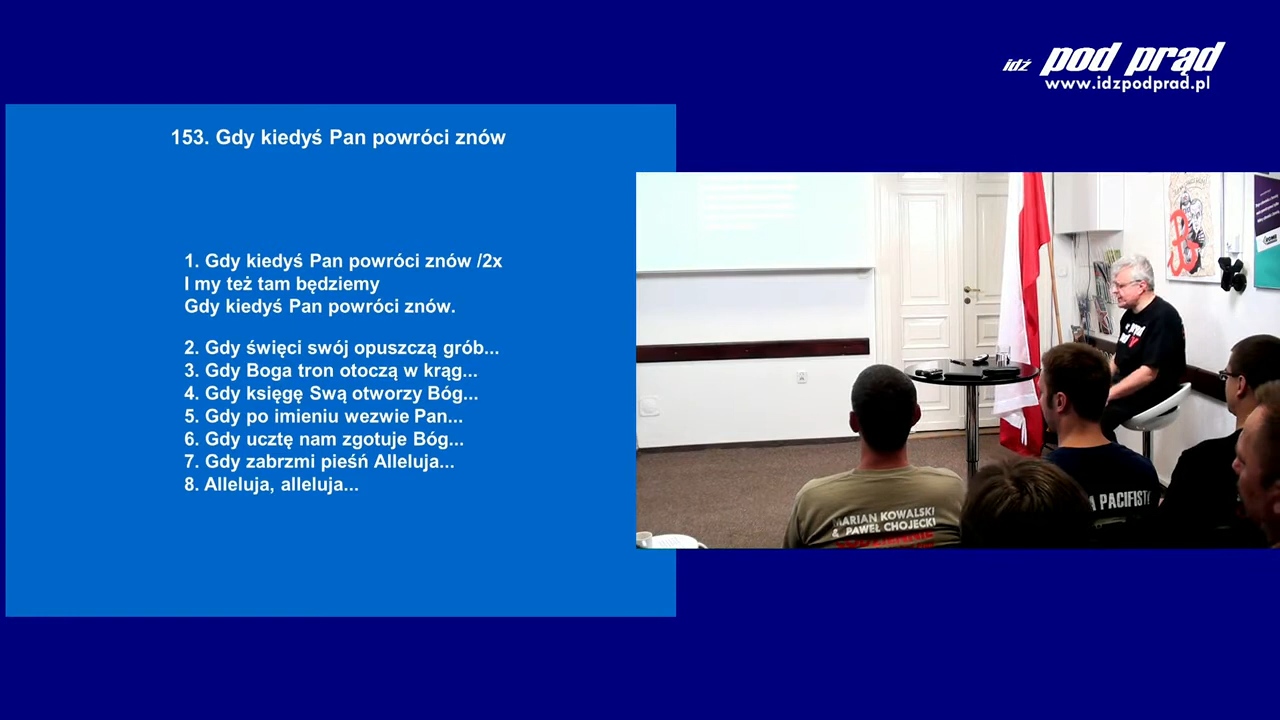 idź pod prąd
www.idzpodprad.pl
153. Gdy kiedyś Pan powróci znów
1. Gdy kiedyś Pan powróci znów /2x
I my też tam będziemy
Gdy kiedyś Pan powróci znów.
2. Gdy święci swój opuszczą grób...
3. Gdy Boga tron otoczą w krąg...
4. Gdy księgę Swą otworzy Bóg...
5. Gdy po imieniu wezwie Pan...
6. Gdy ucztę nam zgotuje Bóg...
7. Gdy zabrzmi pieśń Alleluja...
8. Alleluja, alleluja...
MARIAN KOWALSKI
& PAWEŁ CHOJECKI
A PACIFIST